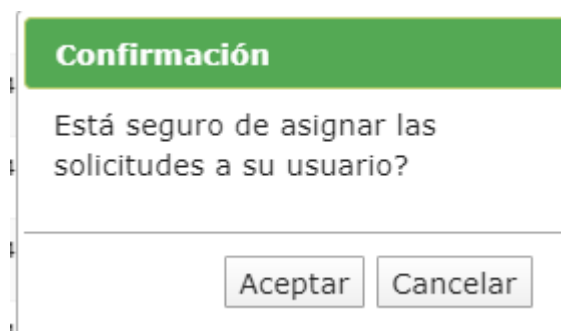 Confirmación
Está seguro de asignar las
solicitudes a su usuario?
Aceptar Cancelar